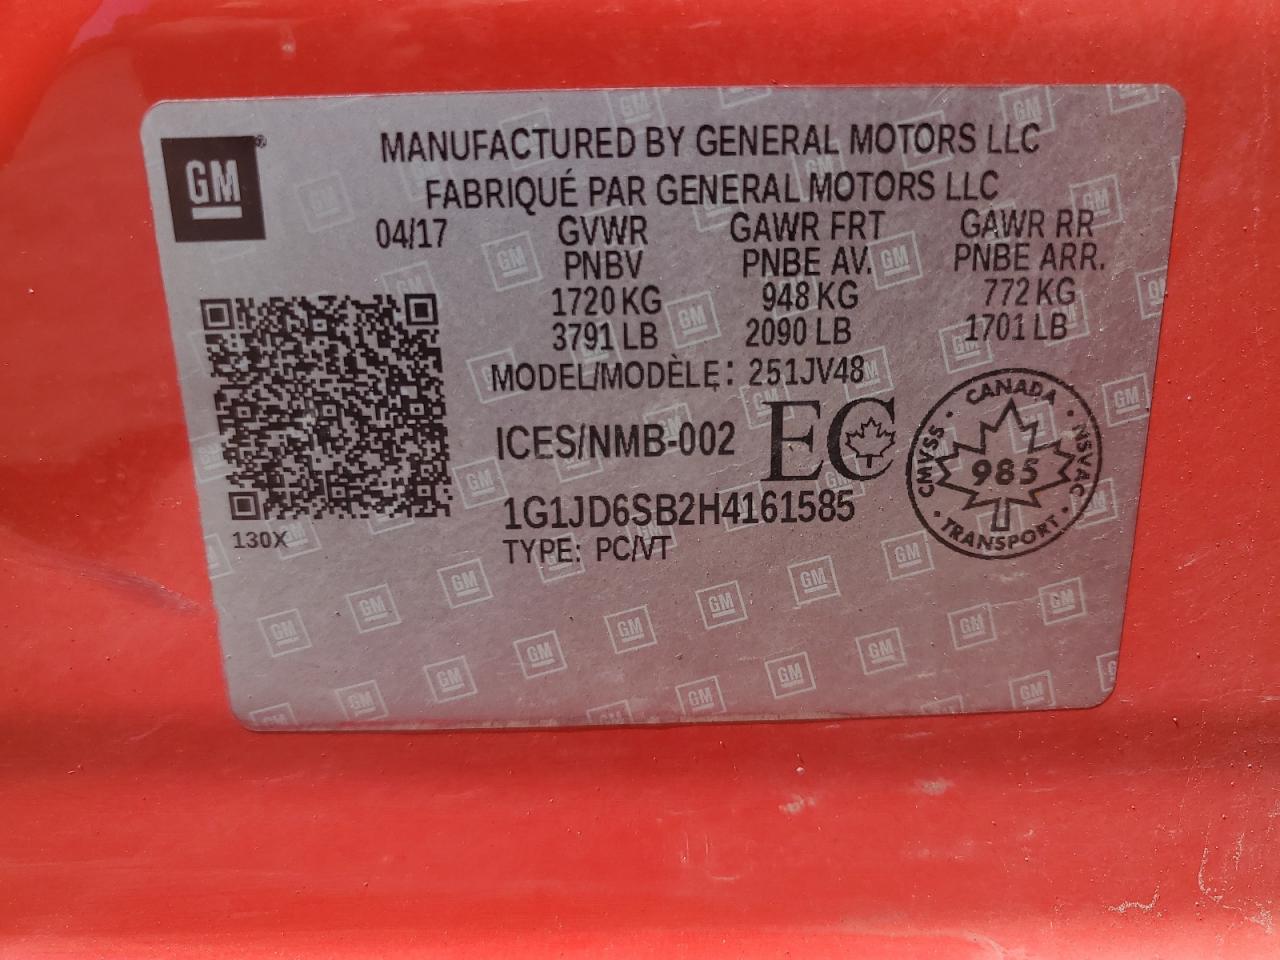 GM
MANUFACTURED BY GENERAL MOTORS LLC
FABRIQUÉ PAR GENERAL MOTORS LLC
04/17 GVWR GAWR FRT GAWR RR
PNBV PNBE AV. PNBE ARR.
1720 KG 948 KG 772 KG
3791 LB 2090 LB 1701 LB
MODEL/MODÈLE: 251JV48
ICES/NMB-002 EC
1G1JD6SB2H4161585
TYPE: PC/VT
130X
CANADA
CMVSS 985 NSVAC
TRANSPORT